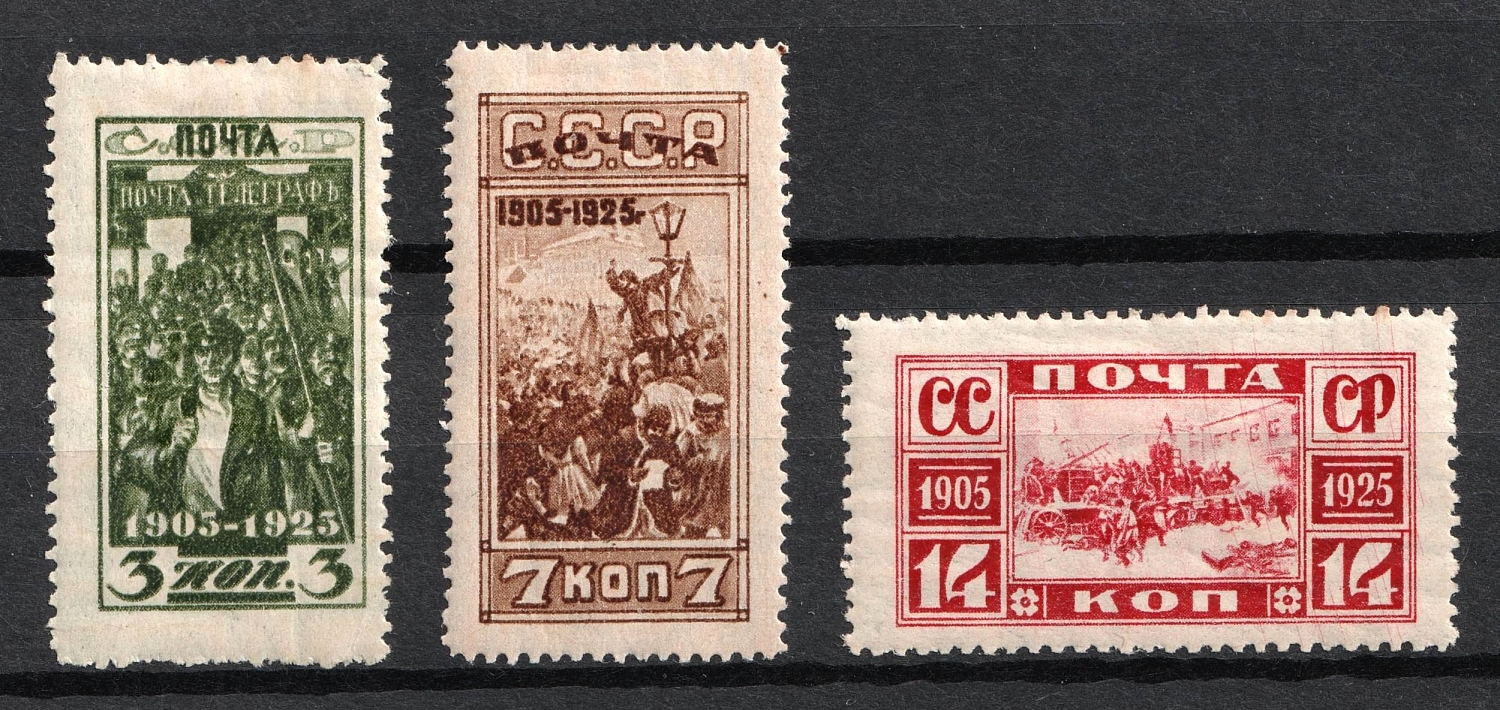 С.С.С.Р
ПОЧТА
ПОЧТА ТЕЛЕГРАФЪ
1905-1925
3 коп. 3
С.С.С.Р
ПОЧТА
1905-1925г
7 КОП 7
СС ПОЧТА СР
1905 1925
14 КОП 14